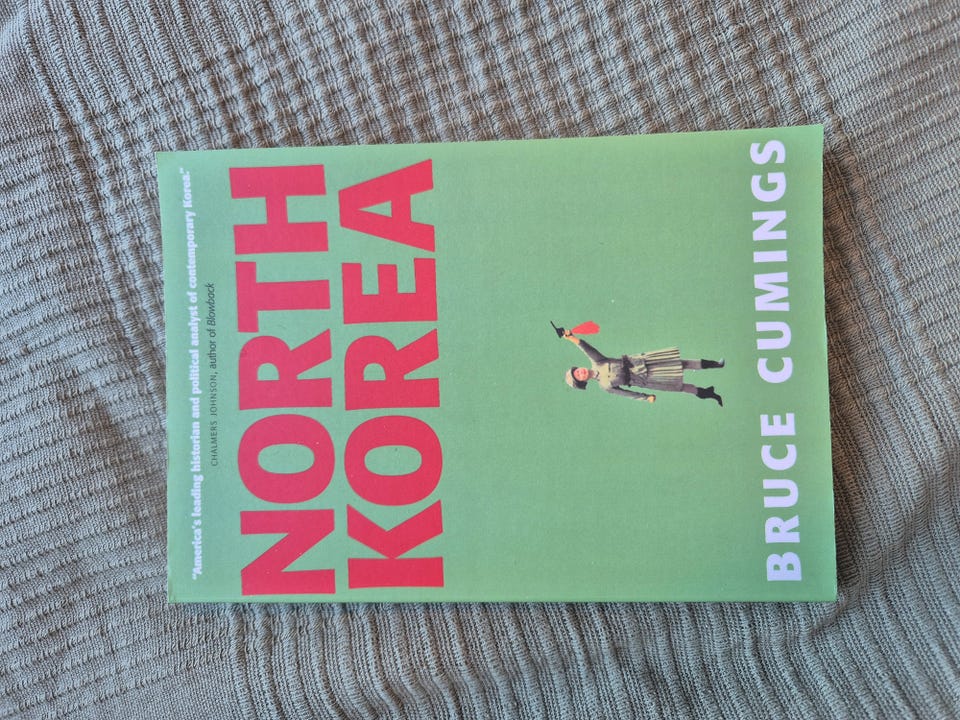 "America's leading historian and political analyst of contemporary Korea."
CHALMERS JOHNSON, author of Blowback
NORTH
KOREA
BRUCE CUMINGS